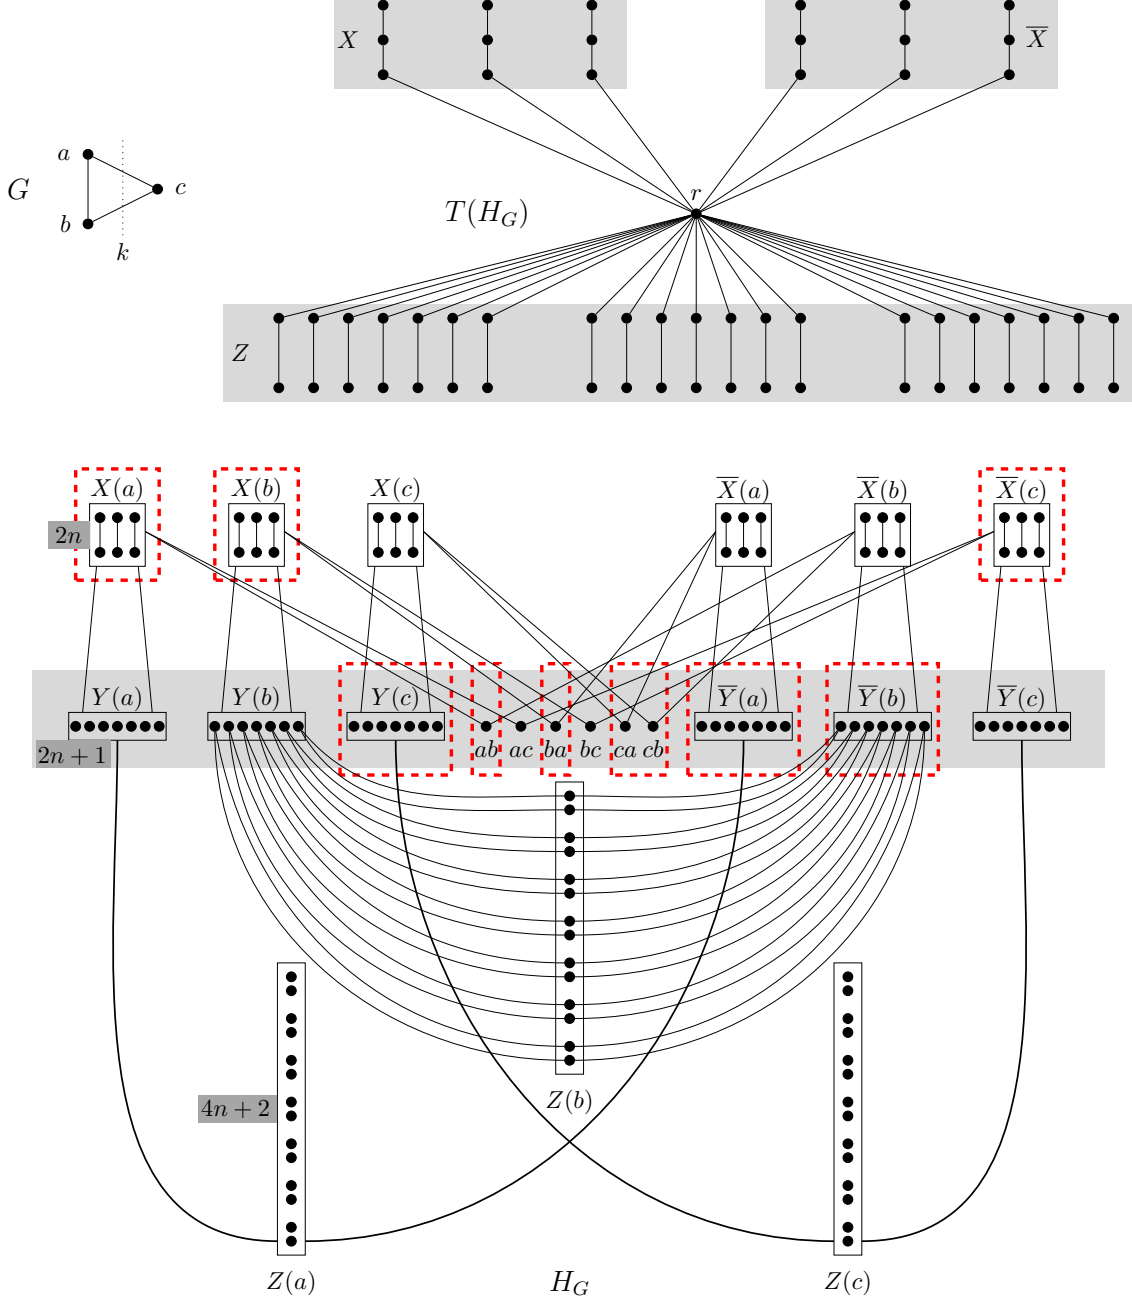 X X̅
a
G c
b
k
r
T(H_G)
Z
X(a) X(b) X(c) X̅(a) X̅(b) X̅(c)
2n
Y(a) Y(b) Y(c) Y̅(a) Y̅(b) Y̅(c)
ab ac ba bc ca cb
2n + 1
Z(b)
4n + 2
Z(a) H_G Z(c)